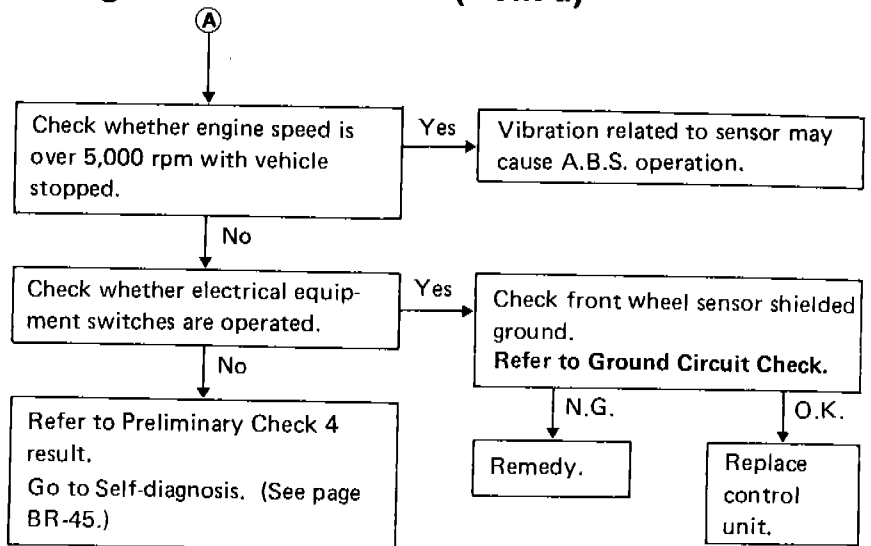 (A)
Check whether engine speed is
over 5,000 rpm with vehicle
stopped.
Yes
Vibration related to sensor may
cause A.B.S. operation.
No
Check whether electrical equip-
ment switches are operated.
Yes
Check front wheel sensor shielded
ground.
Refer to Ground Circuit Check.
No
N.G.
O.K.
Refer to Preliminary Check 4
result.
Go to Self-diagnosis. (See page
BR-45.)
Remedy.
Replace
control
unit.